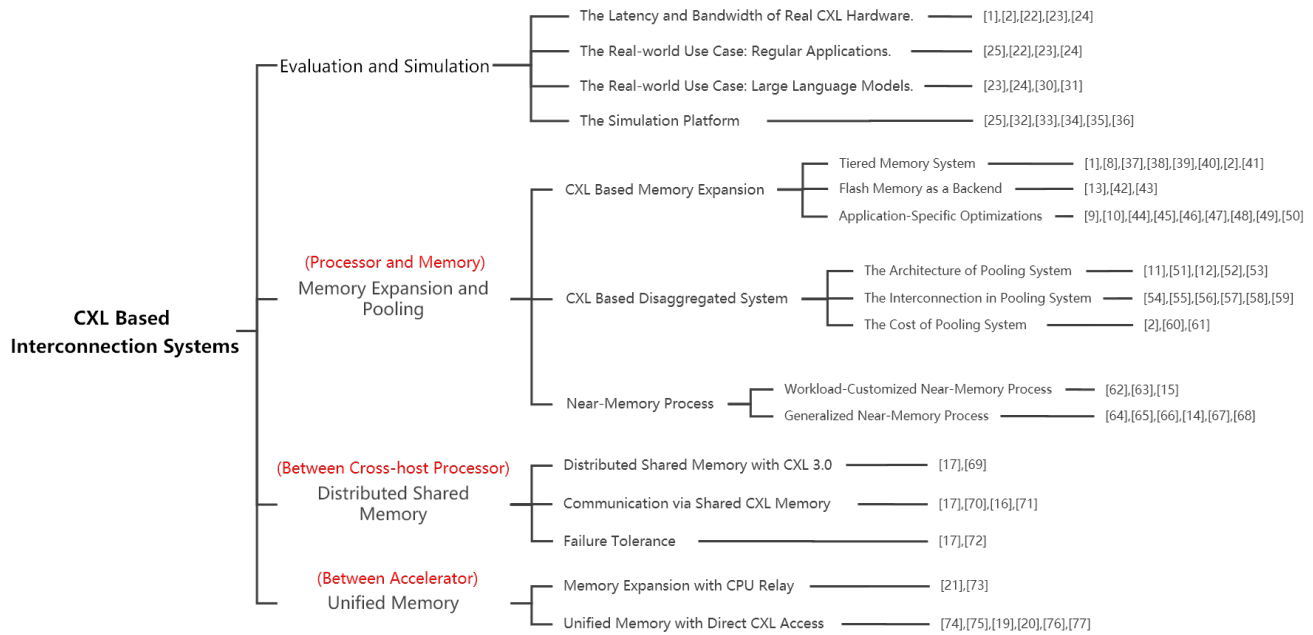 CXL Based
Interconnection Systems
Evaluation and Simulation
The Latency and Bandwidth of Real CXL Hardware.
[1],[2],[22],[23],[24]
The Real-world Use Case: Regular Applications.
[25],[22],[23],[24]
The Real-world Use Case: Large Language Models.
[23],[24],[30],[31]
The Simulation Platform
[25],[32],[33],[34],[35],[36]
(Processor and Memory)
Memory Expansion and
Pooling
CXL Based Memory Expansion
Tiered Memory System
[1],[8],[37],[38],[39],[40],[2].[41]
Flash Memory as a Backend
[13],[42],[43]
Application-Specific Optimizations
[9],[10],[44],[45],[46],[47],[48],[49],[50]
CXL Based Disaggregated System
The Architecture of Pooling System
[11],[51],[12],[52],[53]
The Interconnection in Pooling System
[54],[55],[56],[57],[58],[59]
The Cost of Pooling System
[2],[60],[61]
Near-Memory Process
Workload-Customized Near-Memory Process
[62],[63],[15]
Generalized Near-Memory Process
[64],[65],[66],[14],[67],[68]
(Between Cross-host Processor)
Distributed Shared
Memory
Distributed Shared Memory with CXL 3.0
[17],[69]
Communication via Shared CXL Memory
[17],[70],[16],[71]
Failure Tolerance
[17],[72]
(Between Accelerator)
Unified Memory
Memory Expansion with CPU Relay
[21],[73]
Unified Memory with Direct CXL Access
[74],[75],[19],[20],[76],[77]